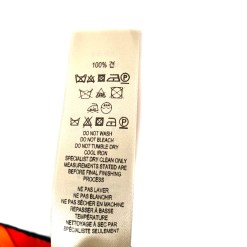 100% 견
DO NOT WASH
DO NOT BLEACH
DO NOT TUMBLE DRY
COOL IRON
SPECIALIST DRY CLEAN ONLY
MEASUREMENTS STATED ARE
BEFORE FINAL FINISHING
PROCESS
NE PAS LAVER
NE PAS BLANCHIR
NE PAS SÉCHER EN MACHINE
REPASSER À BASSE
TEMPÉRATURE
NETTOYAGE À SEC PAR
SPÉCIALISTE SEULEMENT